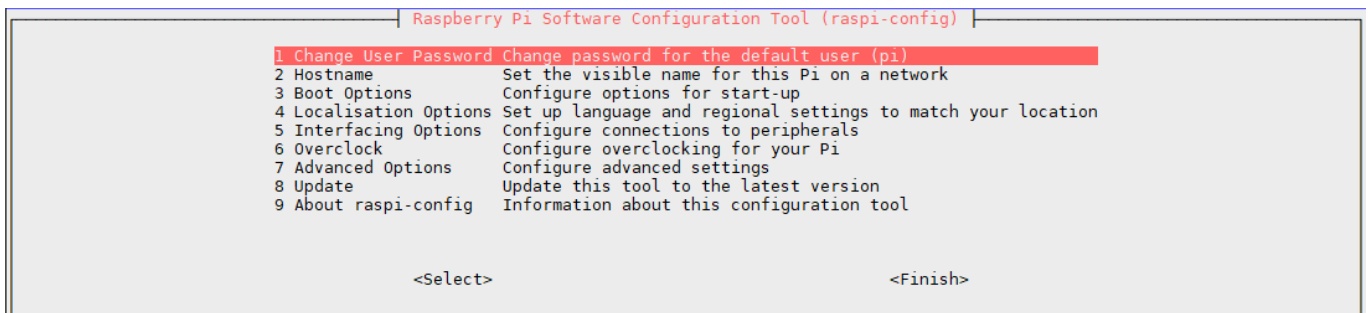 Raspberry Pi Software Configuration Tool (raspi-config)
1 Change User Password Change password for the default user (pi)
2 Hostname Set the visible name for this Pi on a network
3 Boot Options Configure options for start-up
4 Localisation Options Set up language and regional settings to match your location
5 Interfacing Options Configure connections to peripherals
6 Overclock Configure overclocking for your Pi
7 Advanced Options Configure advanced settings
8 Update Update this tool to the latest version
9 About raspi-config Information about this configuration tool
<Select> <Finish>